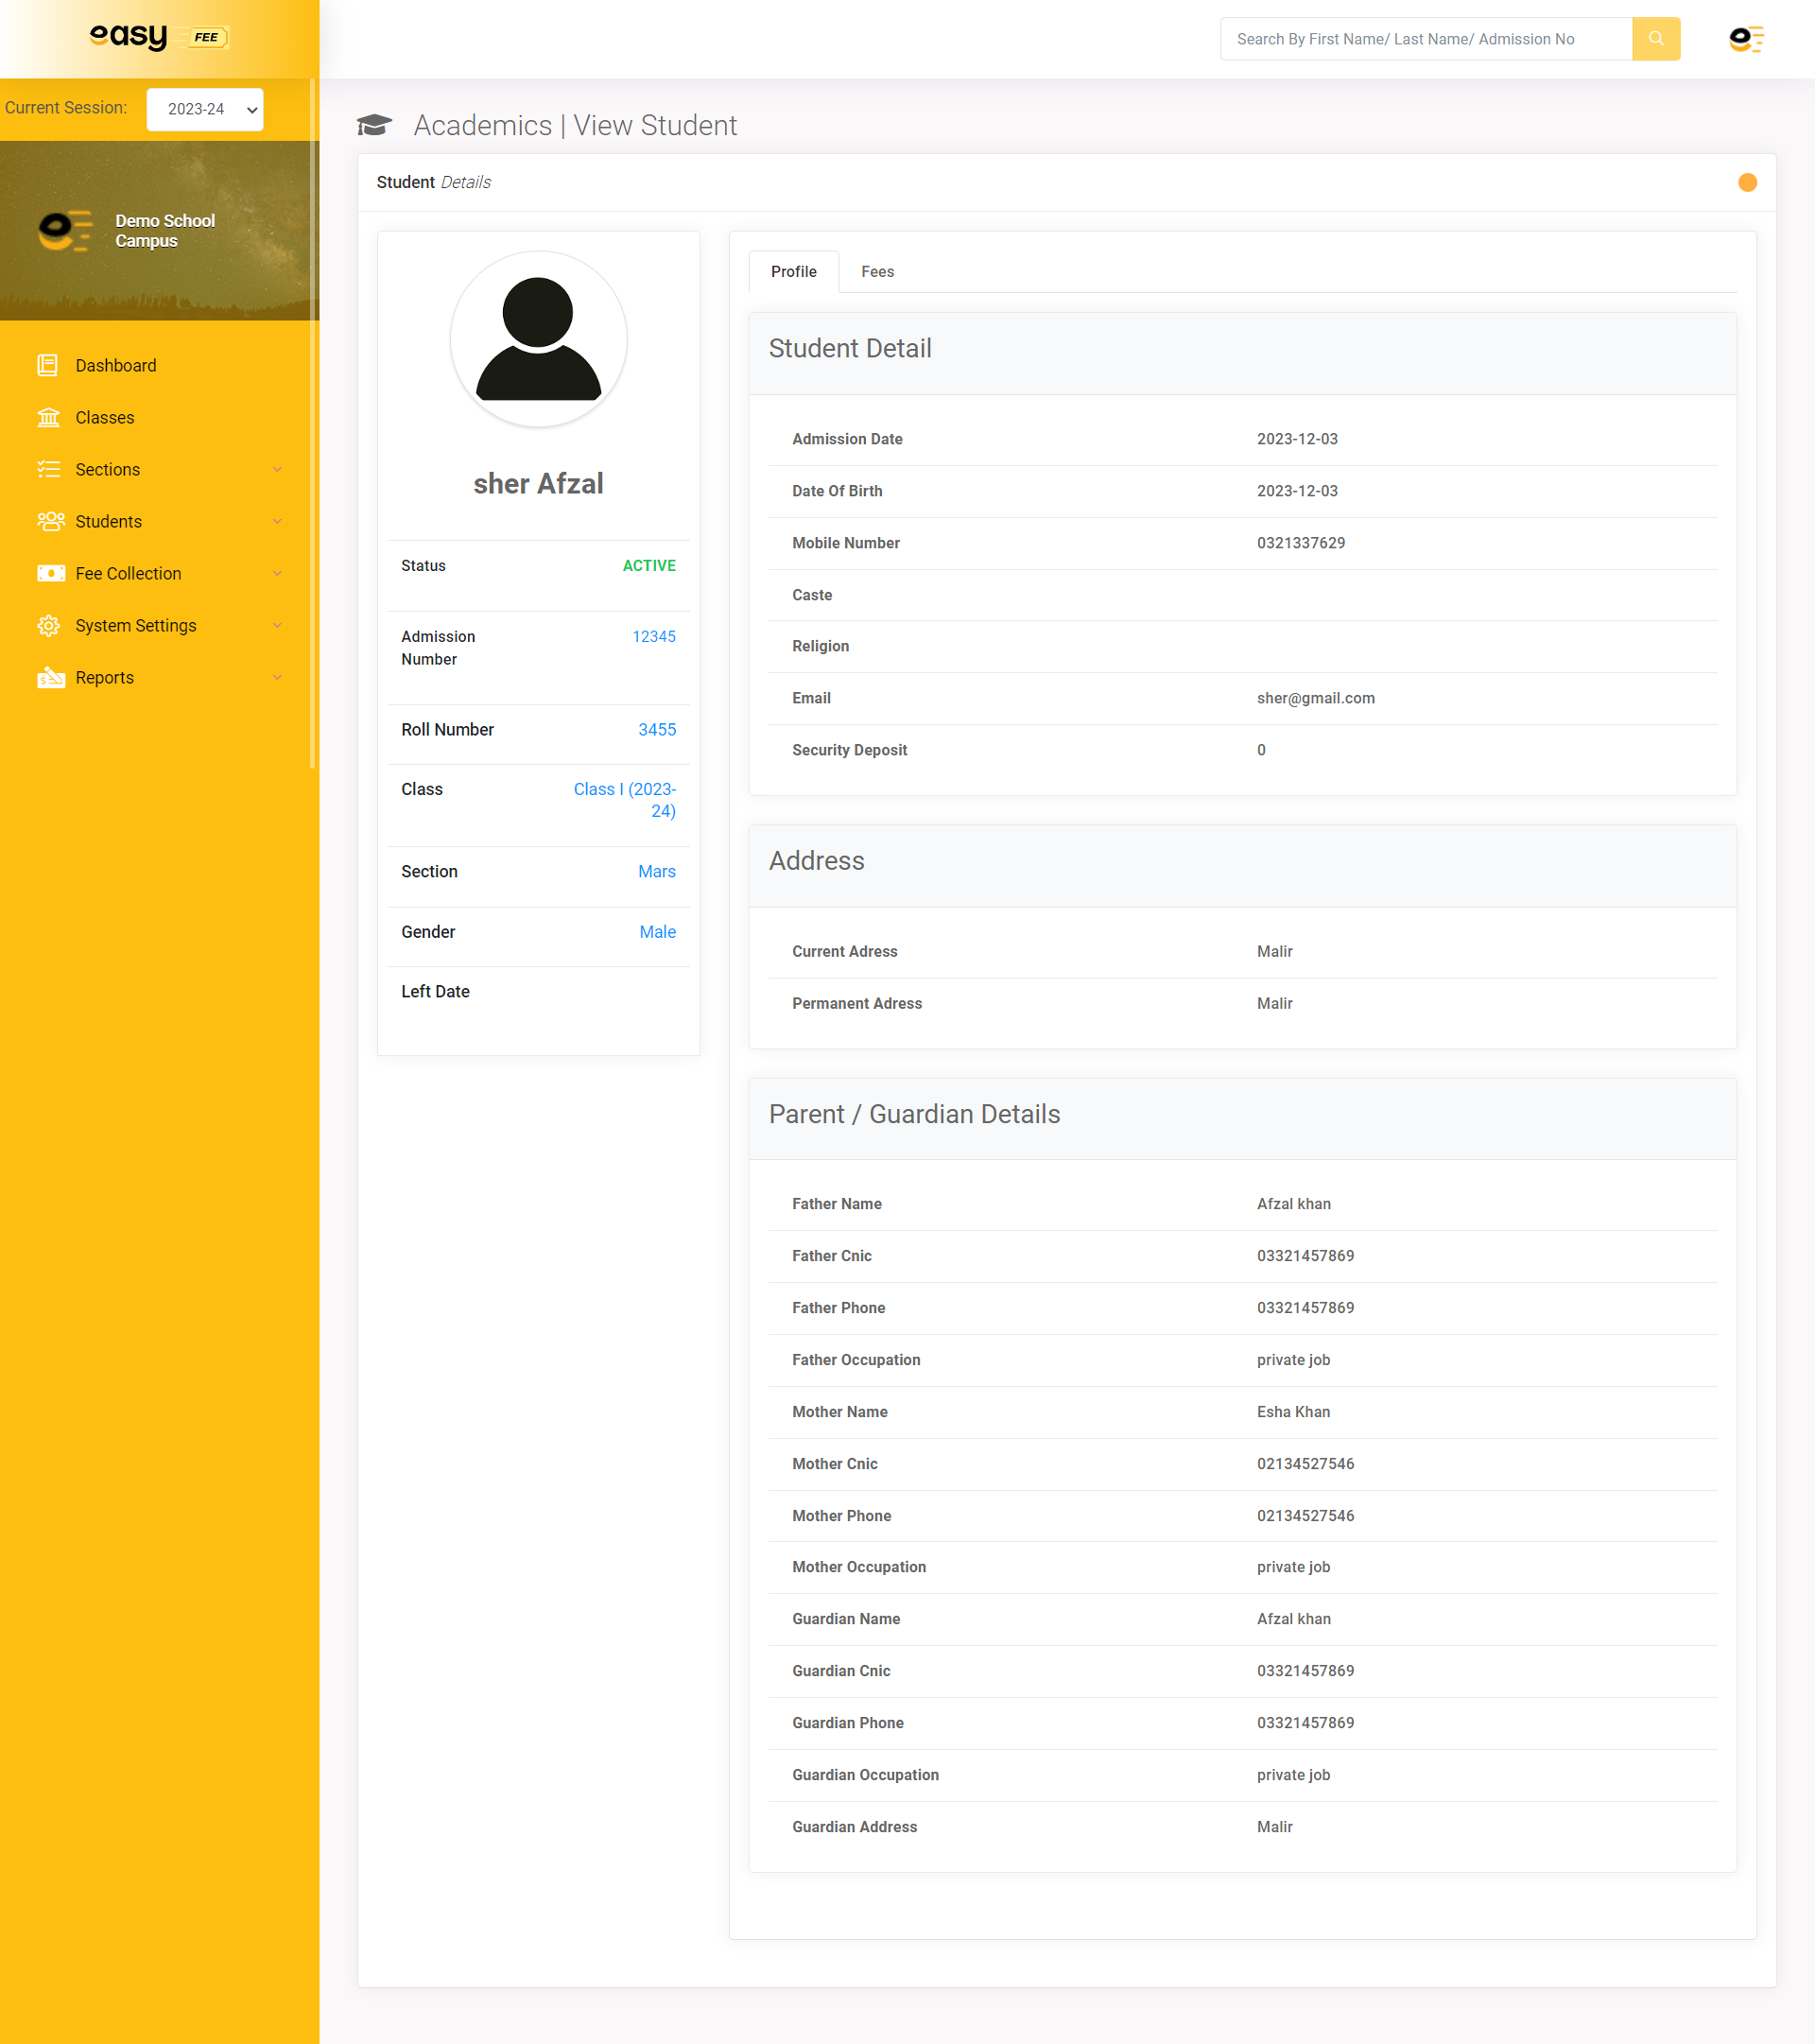 easy FEE
Search By First Name/ Last Name/ Admission No
Current Session: 2023-24
Demo School
Campus
Dashboard
Classes
Sections
Students
Fee Collection
System Settings
Reports
Academics | View Student
Student Details
sher Afzal
Status ACTIVE
Admission 12345
Number
Roll Number 3455
Class Class I (2023-
24)
Section Mars
Gender Male
Left Date
Profile Fees
Student Detail
Admission Date 2023-12-03
Date Of Birth 2023-12-03
Mobile Number 0321337629
Caste
Religion
Email sher@gmail.com
Security Deposit 0
Address
Current Adress Malir
Permanent Adress Malir
Parent / Guardian Details
Father Name Afzal khan
Father Cnic 03321457869
Father Phone 03321457869
Father Occupation private job
Mother Name Esha Khan
Mother Cnic 02134527546
Mother Phone 02134527546
Mother Occupation private job
Guardian Name Afzal khan
Guardian Cnic 03321457869
Guardian Phone 03321457869
Guardian Occupation private job
Guardian Address Malir